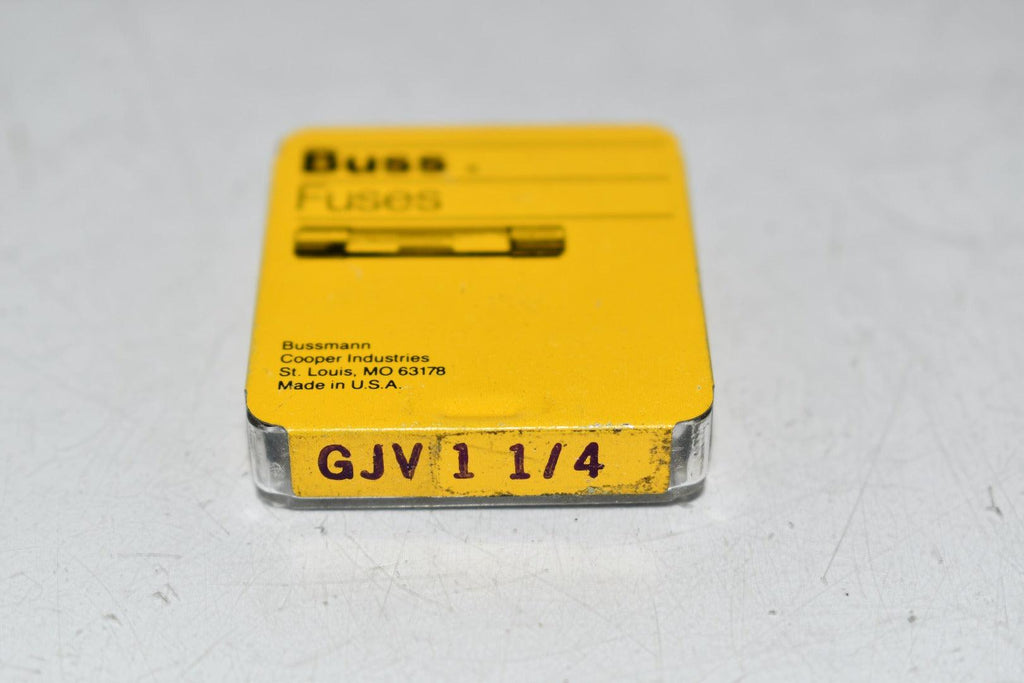 Buss
Fuses
Bussmann
Cooper Industries
St. Louis, MO 63178
Made in U.S.A.
GJV 1 1/4